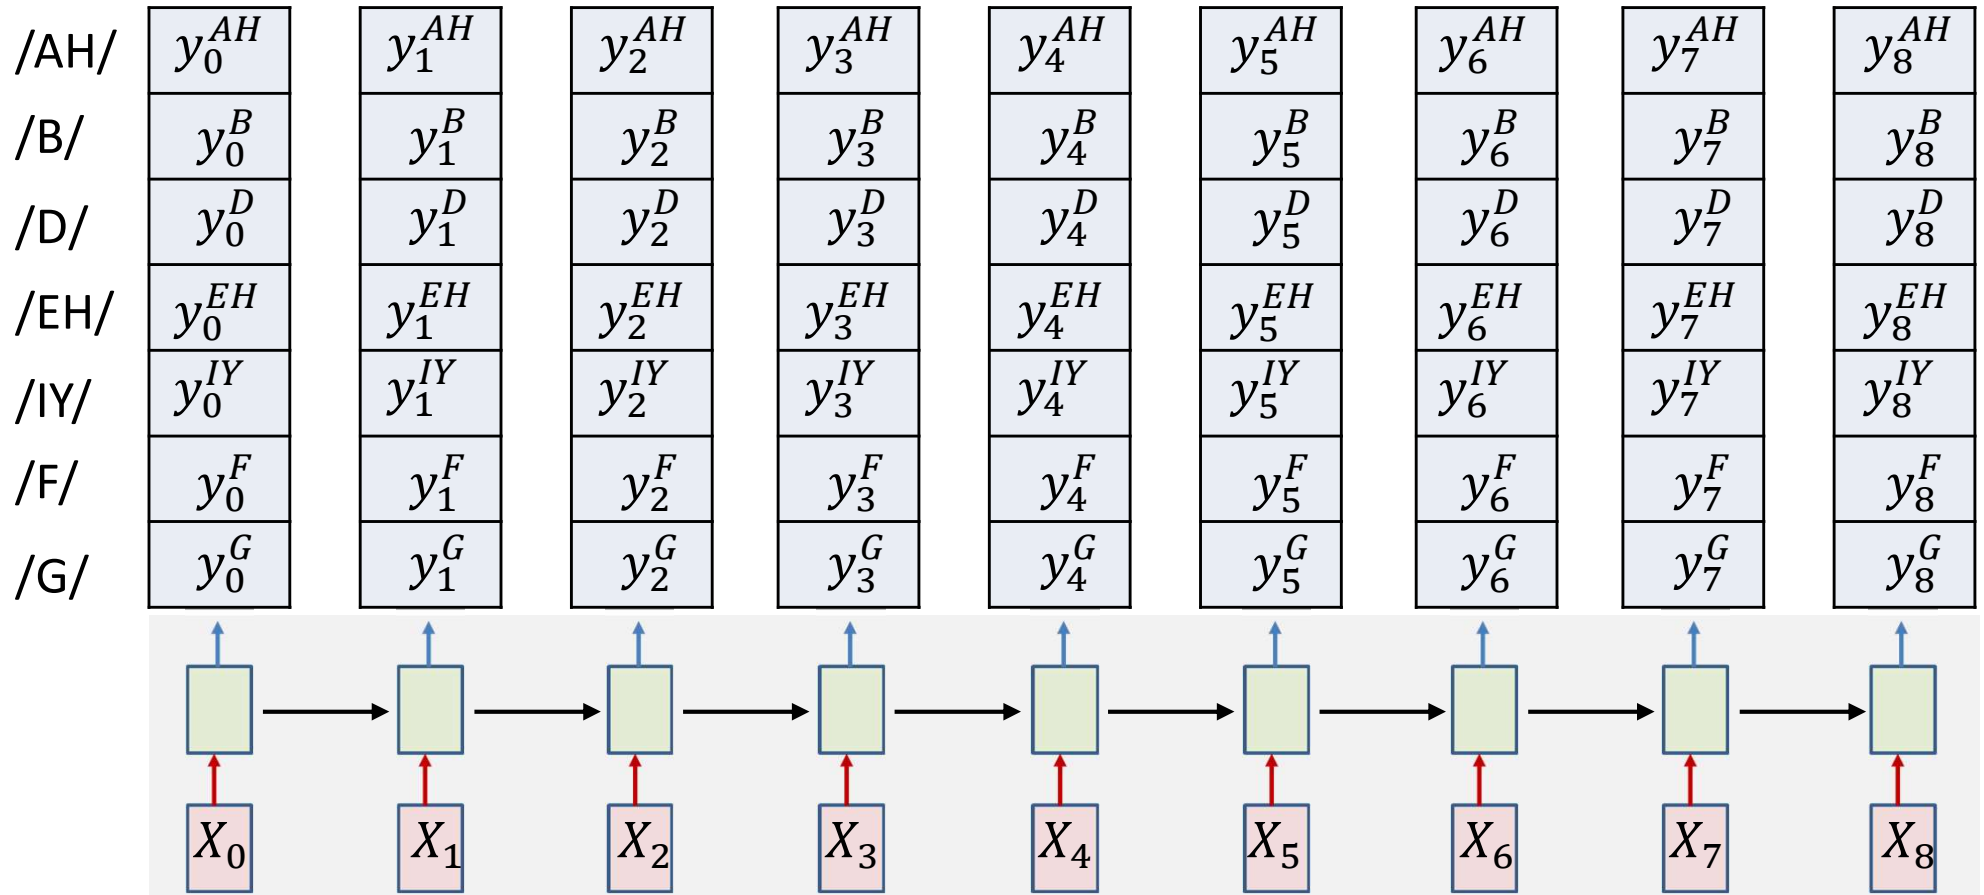 /AH/ y_0^{AH} y_1^{AH} y_2^{AH} y_3^{AH} y_4^{AH} y_5^{AH} y_6^{AH} y_7^{AH} y_8^{AH}
/B/ y_0^B y_1^B y_2^B y_3^B y_4^B y_5^B y_6^B y_7^B y_8^B
/D/ y_0^D y_1^D y_2^D y_3^D y_4^D y_5^D y_6^D y_7^D y_8^D
/EH/ y_0^{EH} y_1^{EH} y_2^{EH} y_3^{EH} y_4^{EH} y_5^{EH} y_6^{EH} y_7^{EH} y_8^{EH}
/IY/ y_0^{IY} y_1^{IY} y_2^{IY} y_3^{IY} y_4^{IY} y_5^{IY} y_6^{IY} y_7^{IY} y_8^{IY}
/F/ y_0^F y_1^F y_2^F y_3^F y_4^F y_5^F y_6^F y_7^F y_8^F
/G/ y_0^G y_1^G y_2^G y_3^G y_4^G y_5^G y_6^G y_7^G y_8^G
X_0 X_1 X_2 X_3 X_4 X_5 X_6 X_7 X_8